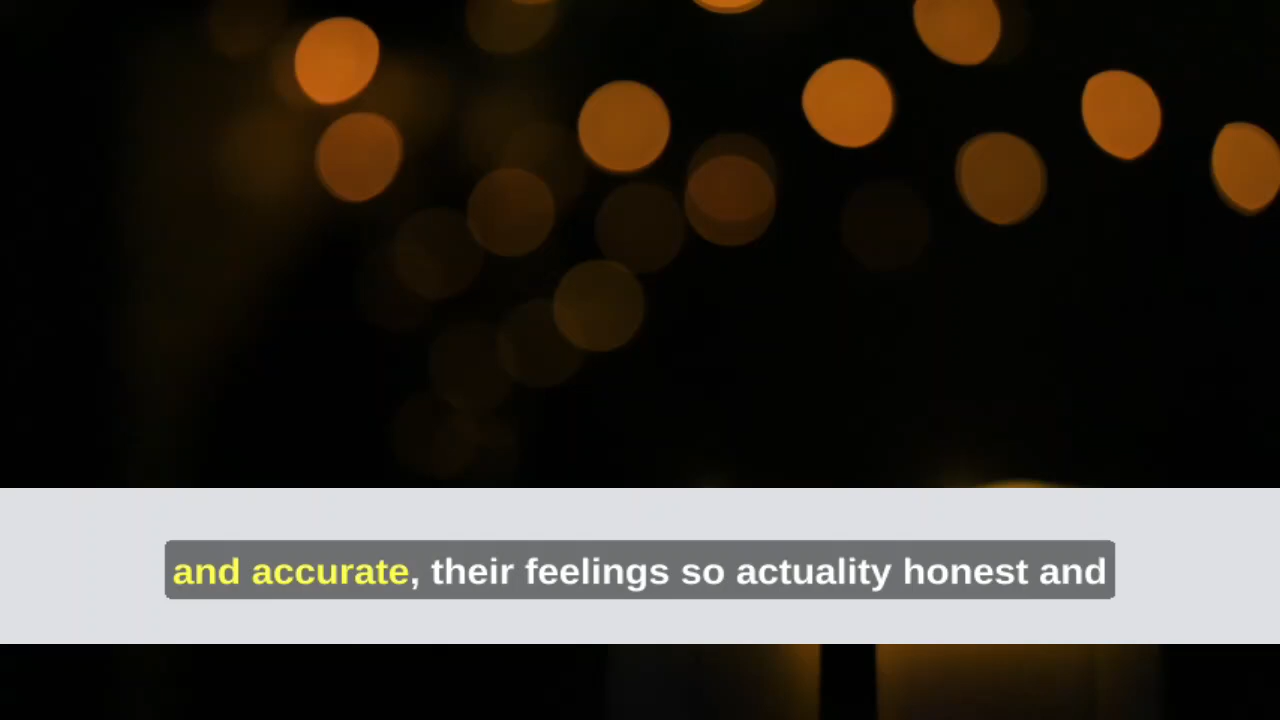 and accurate, their feelings so actuality honest and